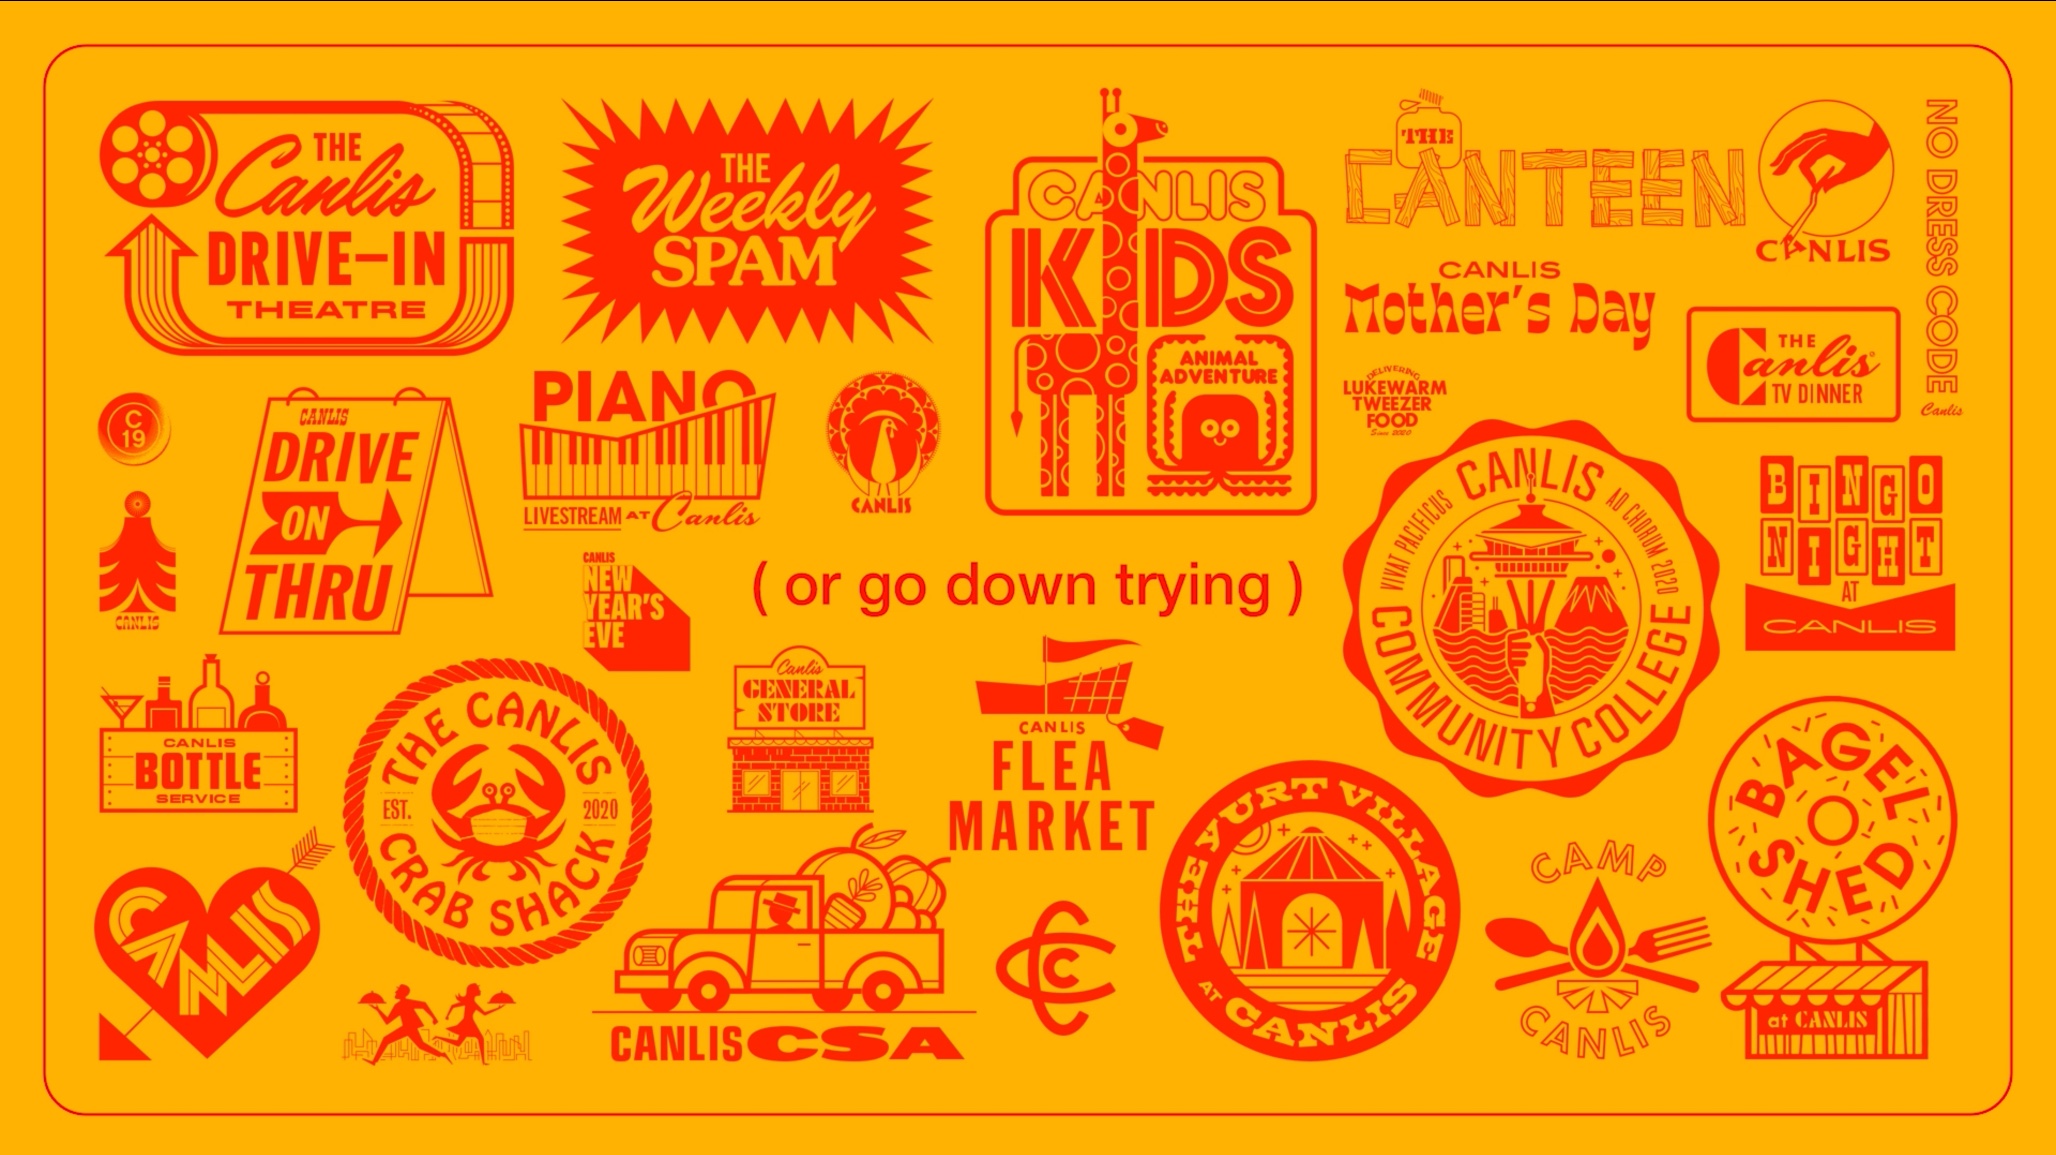 THE
Canlis
DRIVE-IN
THEATRE
THE
Weekly
SPAM
CANLIS
KIDS
ANIMAL
ADVENTURE
THE
CANTEEN
CANLIS
NO DRESS CODE
Canlis
CANLIS
Mother's Day
THE
Canlis
TV DINNER
DELIVERING
LUKEWARM
TWEEZER
FOOD
Since 2020
C
19
CANLIS
DRIVE
ON
THRU
PIANO
LIVESTREAM AT Canlis
CANLIS
CANLIS
CANLIS
NEW
YEAR'S
EVE
( or go down trying )
CANLIS
VIVAT PACIFICUS
AD CHORUM 2020
COMMUNITY COLLEGE
BINGO
NIGHT
AT
CANLIS
CANLIS
BOTTLE
SERVICE
THE CANLIS
EST. 2020
CRAB SHACK
Canlis
GENERAL
STORE
CANLIS
FLEA
MARKET
BAGEL
SHED
at CANLIS
CANLIS
CANLIS CSA
CCC
THE YURT VILLAGE
AT CANLIS
CAMP
CANLIS